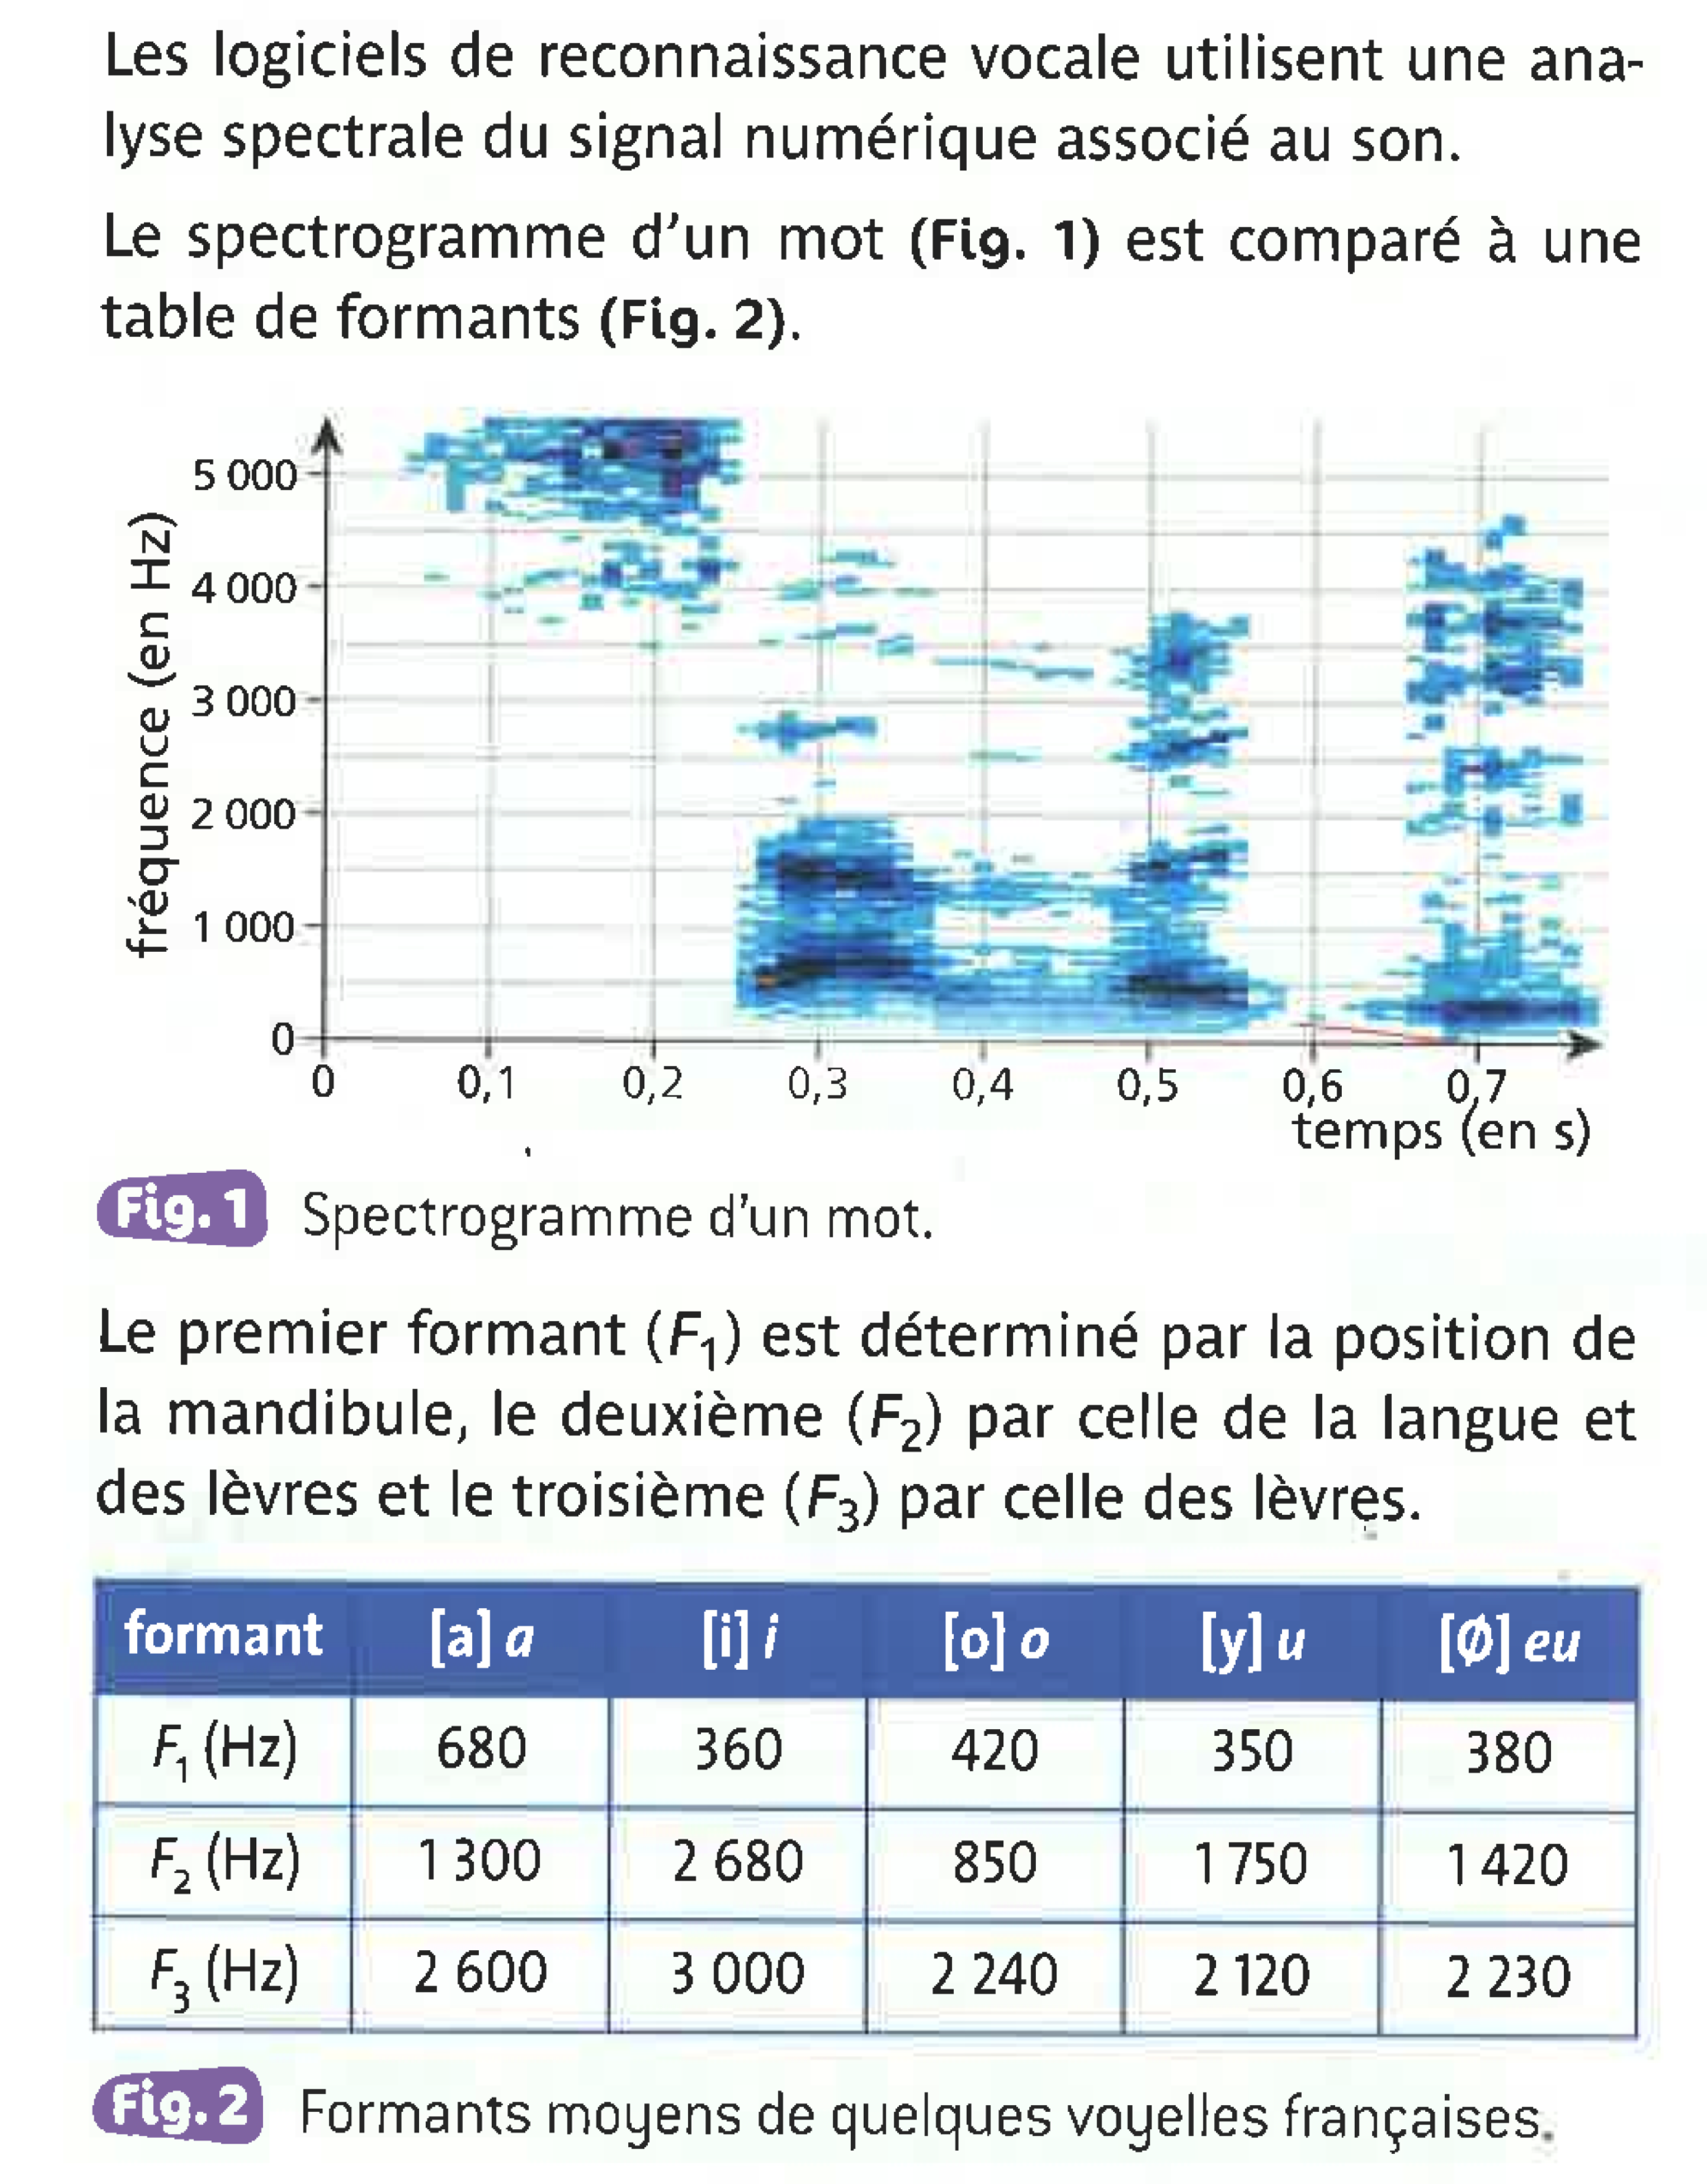 Les logiciels de reconnaissance vocale utilisent une ana-
lyse spectrale du signal numérique associé au son.
Le spectrogramme d'un mot (Fig. 1) est comparé à une
table de formants (Fig. 2).
fréquence (en Hz)
5 000
4 000
3 000
2 000
1 000
0
0 0,1 0,2 0,3 0,4 0,5 0,6 0,7
temps (en s)
Fig. 1 Spectrogramme d'un mot.
Le premier formant (F₁) est déterminé par la position de
la mandibule, le deuxième (F₂) par celle de la langue et
des lèvres et le troisième (F₃) par celle des lèvres.
formant [a] a [i] i [o] o [y] u [Ø] eu
F₁ (Hz) 680 360 420 350 380
F₂ (Hz) 1 300 2 680 850 1 750 1 420
F₃ (Hz) 2 600 3 000 2 240 2 120 2 230
Fig. 2 Formants moyens de quelques voyelles françaises.